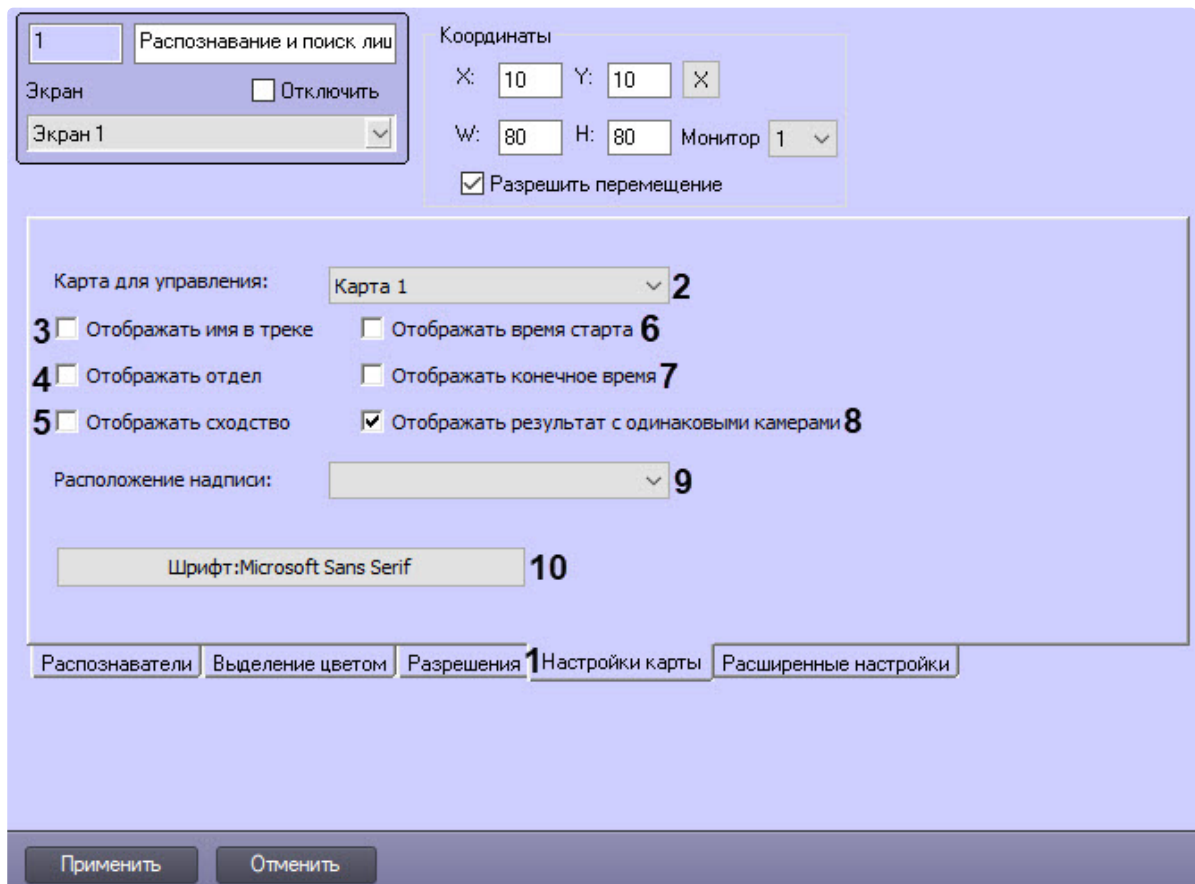 1 Распознавание и поиск лиц
Экран Отключить
Экран 1
Координаты
X: 10 Y: 10 X
W: 80 H: 80 Монитор 1
Разрешить перемещение
Карта для управления: Карта 1 2
3 Отображать имя в треке Отображать время старта 6
4 Отображать отдел Отображать конечное время 7
5 Отображать сходство Отображать результат с одинаковыми камерами 8
Расположение надписи: 9
Шрифт:Microsoft Sans Serif 10
Распознаватели Выделение цветом Разрешения 1 Настройки карты Расширенные настройки
Применить Отменить